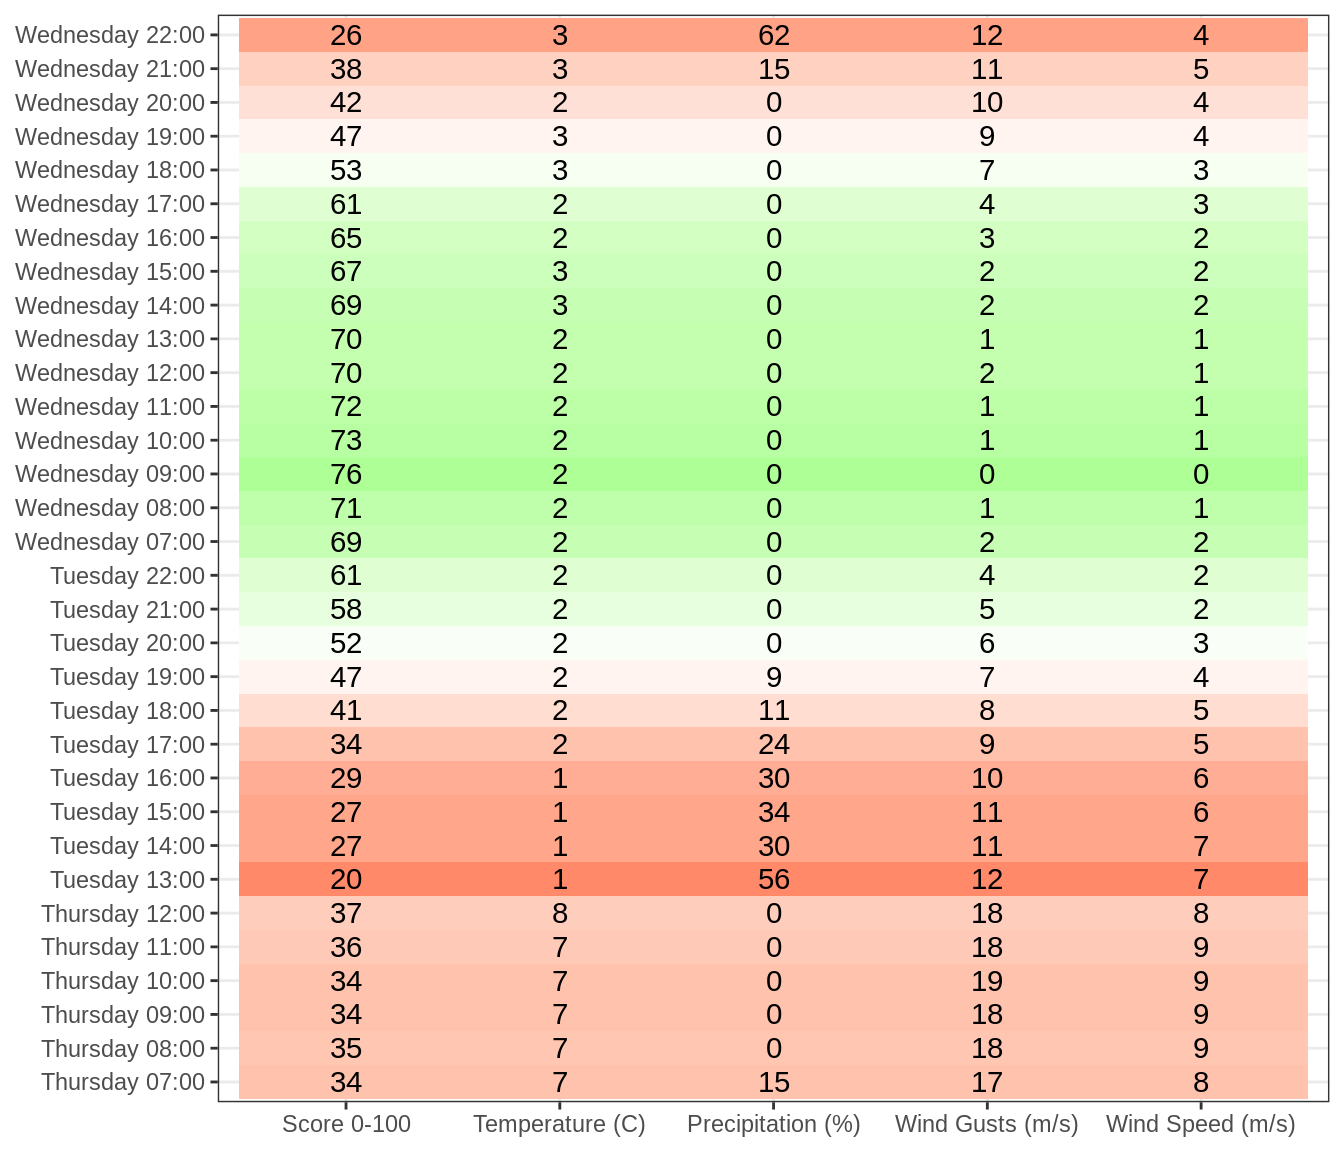 Wednesday 22:00 26 3 62 12 4
Wednesday 21:00 38 3 15 11 5
Wednesday 20:00 42 2 0 10 4
Wednesday 19:00 47 3 0 9 4
Wednesday 18:00 53 3 0 7 3
Wednesday 17:00 61 2 0 4 3
Wednesday 16:00 65 2 0 3 2
Wednesday 15:00 67 3 0 2 2
Wednesday 14:00 69 3 0 2 2
Wednesday 13:00 70 2 0 1 1
Wednesday 12:00 70 2 0 2 1
Wednesday 11:00 72 2 0 1 1
Wednesday 10:00 73 2 0 1 1
Wednesday 09:00 76 2 0 0 0
Wednesday 08:00 71 2 0 1 1
Wednesday 07:00 69 2 0 2 2
Tuesday 22:00 61 2 0 4 2
Tuesday 21:00 58 2 0 5 2
Tuesday 20:00 52 2 0 6 3
Tuesday 19:00 47 2 9 7 4
Tuesday 18:00 41 2 11 8 5
Tuesday 17:00 34 2 24 9 5
Tuesday 16:00 29 1 30 10 6
Tuesday 15:00 27 1 34 11 6
Tuesday 14:00 27 1 30 11 7
Tuesday 13:00 20 1 56 12 7
Thursday 12:00 37 8 0 18 8
Thursday 11:00 36 7 0 18 9
Thursday 10:00 34 7 0 19 9
Thursday 09:00 34 7 0 18 9
Thursday 08:00 35 7 0 18 9
Thursday 07:00 34 7 15 17 8
Score 0-100 Temperature (C) Precipitation (%) Wind Gusts (m/s) Wind Speed (m/s)